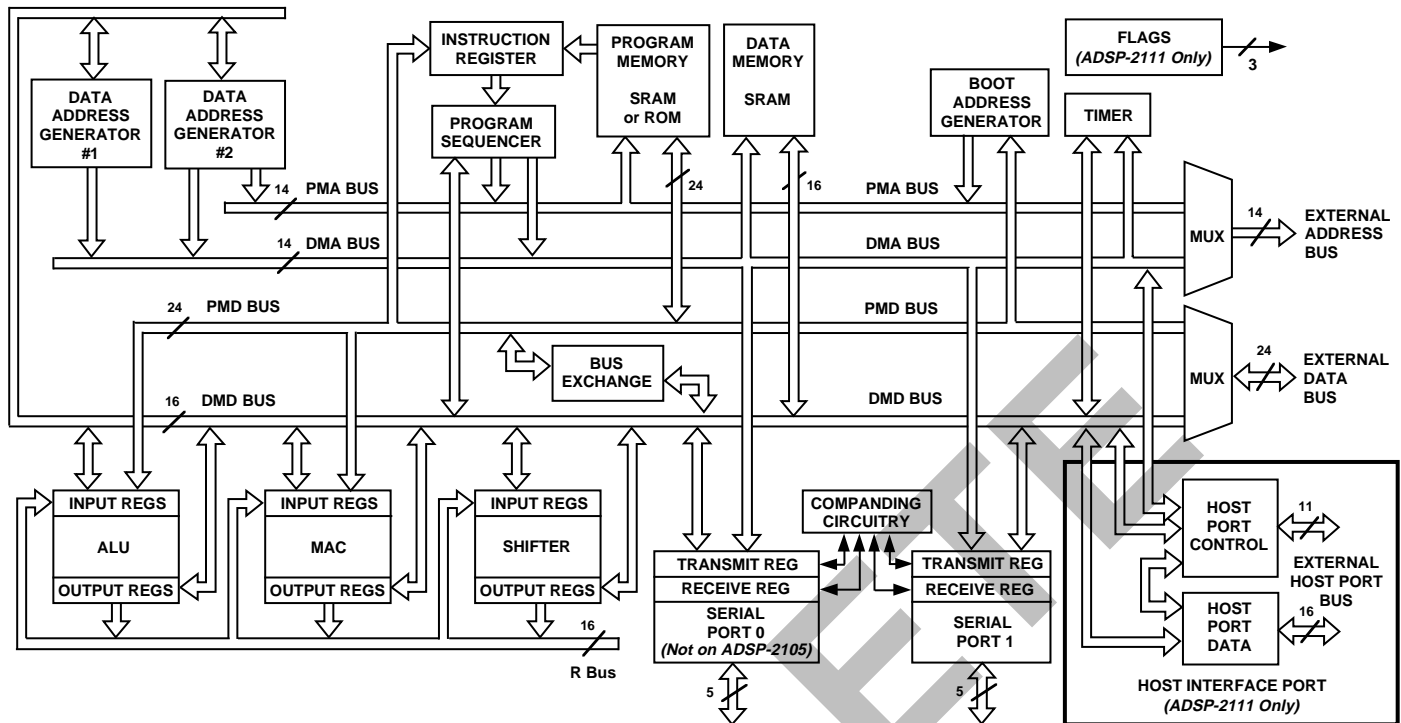 INSTRUCTION
REGISTER
PROGRAM
MEMORY
SRAM
or ROM
DATA
MEMORY
SRAM
FLAGS
(ADSP-2111 Only)
3
DATA
ADDRESS
GENERATOR
#1
DATA
ADDRESS
GENERATOR
#2
PROGRAM
SEQUENCER
BOOT
ADDRESS
GENERATOR
TIMER
14
PMA BUS
24
16
PMA BUS
14
DMA BUS
DMA BUS
MUX
14
EXTERNAL
ADDRESS
BUS
24
PMD BUS
PMD BUS
BUS
EXCHANGE
MUX
24
EXTERNAL
DATA
BUS
16
DMD BUS
DMD BUS
INPUT REGS
ALU
OUTPUT REGS
INPUT REGS
MAC
OUTPUT REGS
INPUT REGS
SHIFTER
OUTPUT REGS
16
R Bus
COMPANDING
CIRCUITRY
TRANSMIT REG
RECEIVE REG
SERIAL
PORT 0
(Not on ADSP-2105)
5
TRANSMIT REG
RECEIVE REG
SERIAL
PORT 1
5
HOST
PORT
CONTROL
11
EXTERNAL
HOST PORT
BUS
HOST
PORT
DATA
16
HOST INTERFACE PORT
(ADSP-2111 Only)
ETE